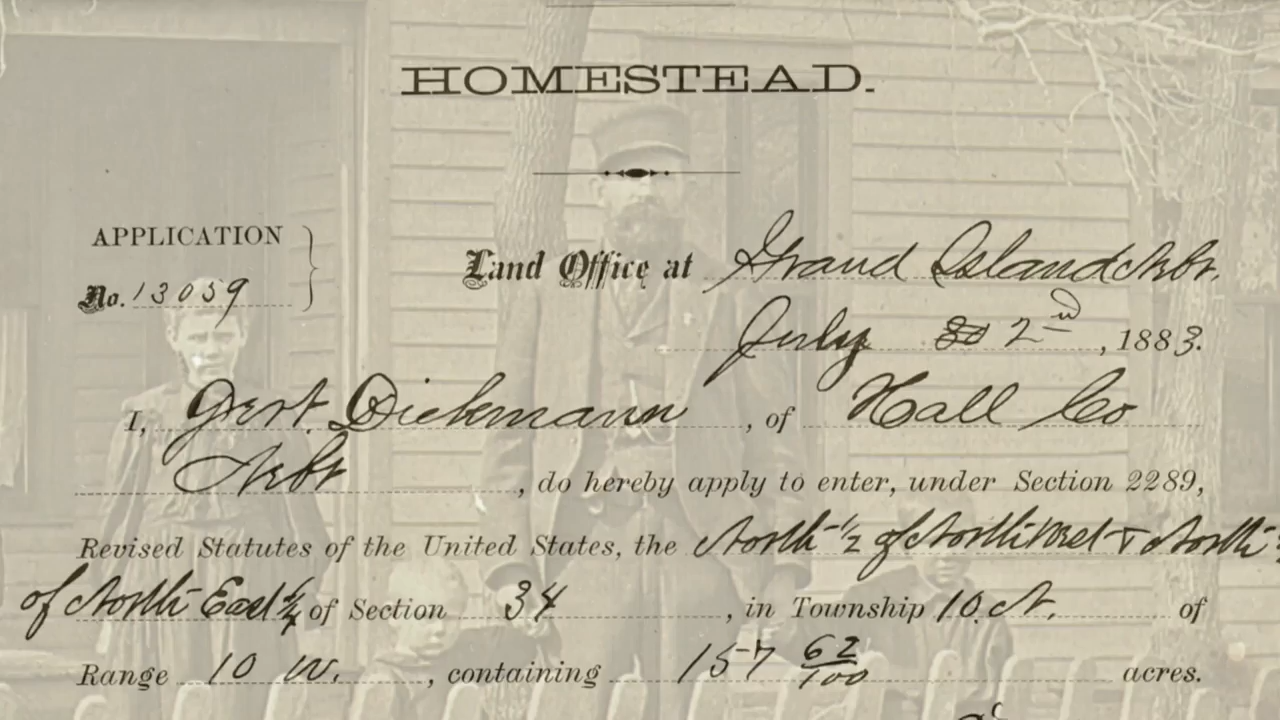 HOMESTEAD.
APPLICATION
No. 13059
Land Office at Grand Island Nebr.
July 2nd, 1883.
I, Gert. Dickmann, of Hall Co
Nebr, do hereby apply to enter, under Section 2289,
Revised Statutes of the United States, the North ½ of North West & North
of North East ¼ of Section 34, in Township 10. N. of
Range 10 W., containing 157 62/100 acres.